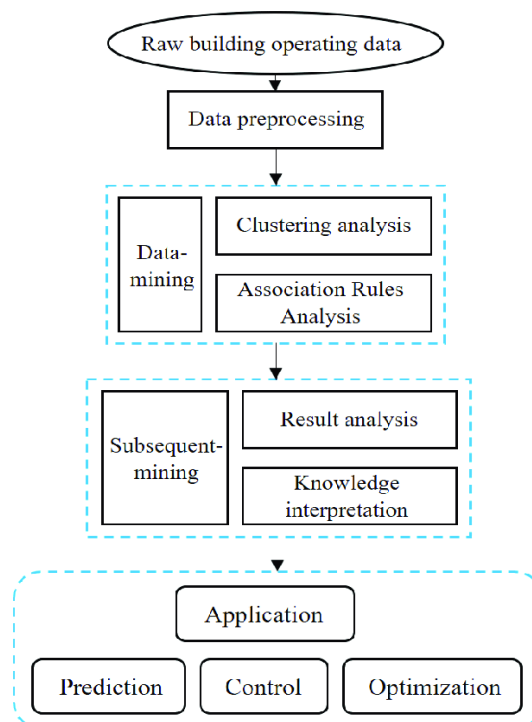 Raw building operating data
Data preprocessing
Data-
mining
Clustering analysis
Association Rules
Analysis
Subsequent-
mining
Result analysis
Knowledge
interpretation
Application
Prediction
Control
Optimization